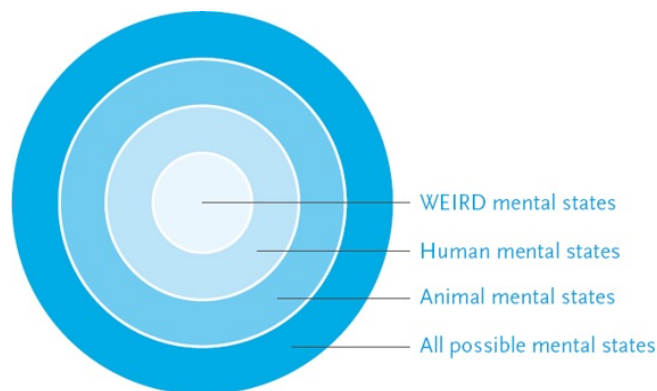 WEIRD mental states
Human mental states
Animal mental states
All possible mental states